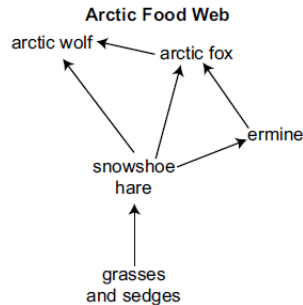 Arctic Food Web
arctic wolf
arctic fox
ermine
snowshoe
hare
grasses
and sedges